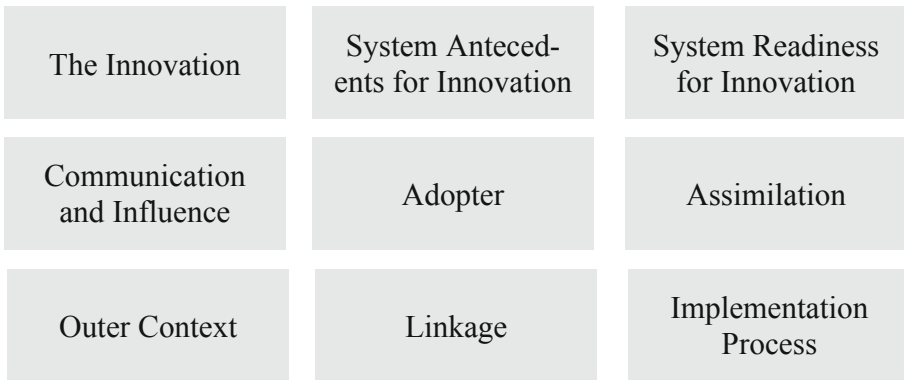 The Innovation
System Anteced-
ents for Innovation
System Readiness
for Innovation
Communication
and Influence
Adopter
Assimilation
Outer Context
Linkage
Implementation
Process